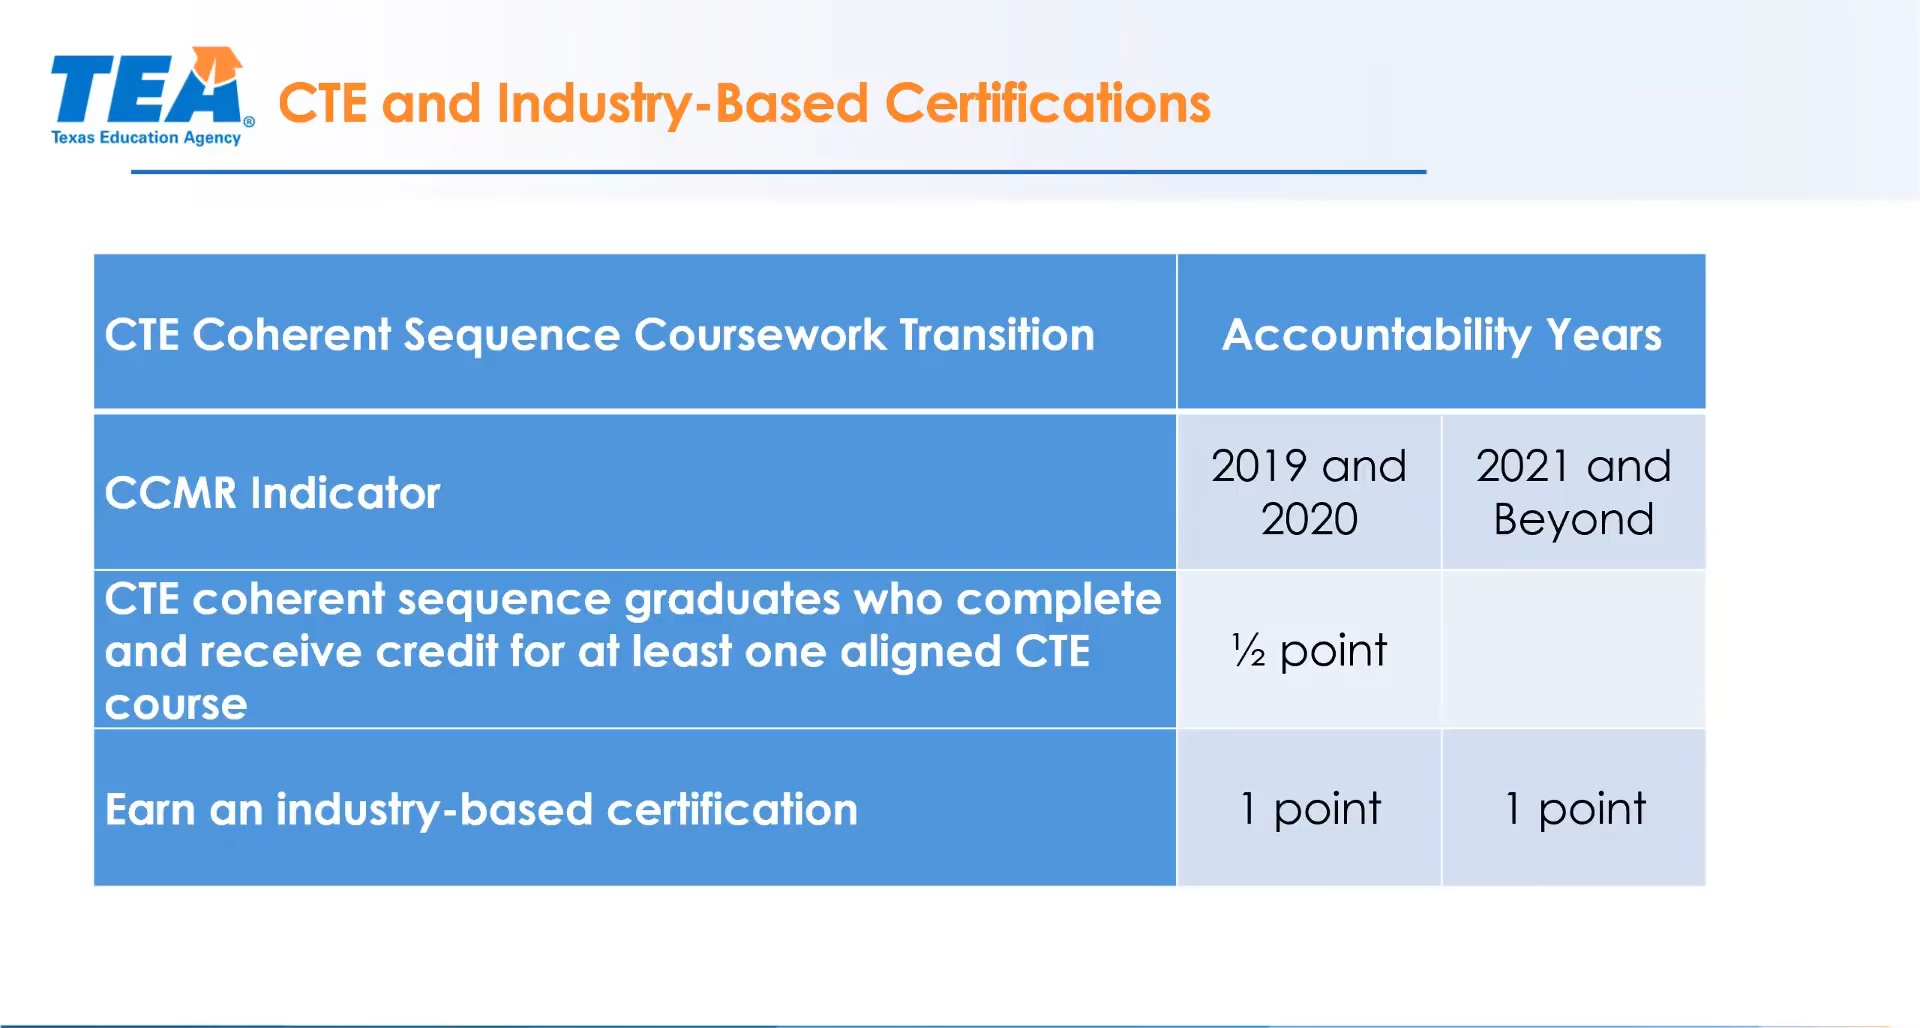 TEA®
Texas Education Agency
CTE and Industry-Based Certifications
CTE Coherent Sequence Coursework Transition
Accountability Years
CCMR Indicator
2019 and
2020
2021 and
Beyond
CTE coherent sequence graduates who complete
and receive credit for at least one aligned CTE
course
½ point
Earn an industry-based certification
1 point
1 point